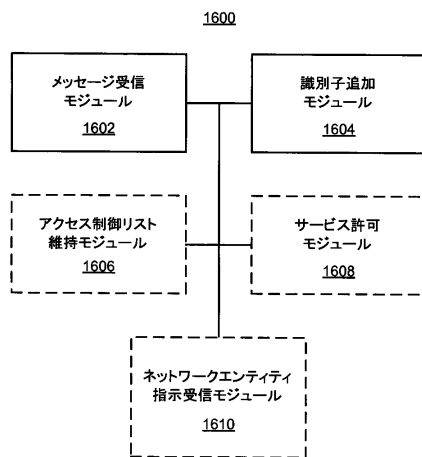 1600
メッセージ受信
モジュール
1602
識別子追加
モジュール
1604
アクセス制御リスト
維持モジュール
1606
サービス許可
モジュール
1608
ネットワークエンティティ
指示受信モジュール
1610